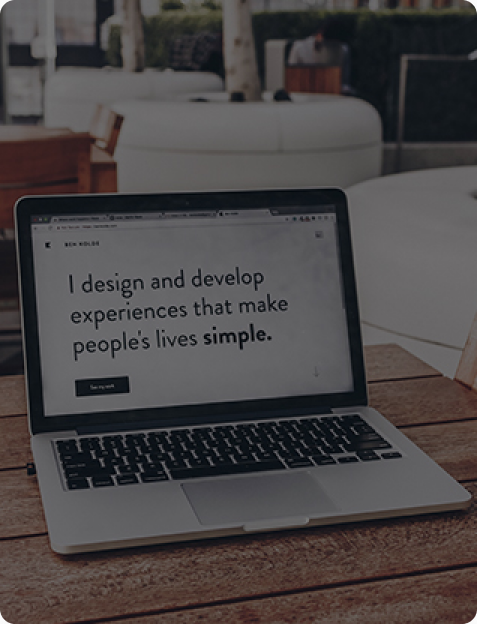 BEN KOLDE
I design and develop
experiences that make
people's lives simple.
See my work